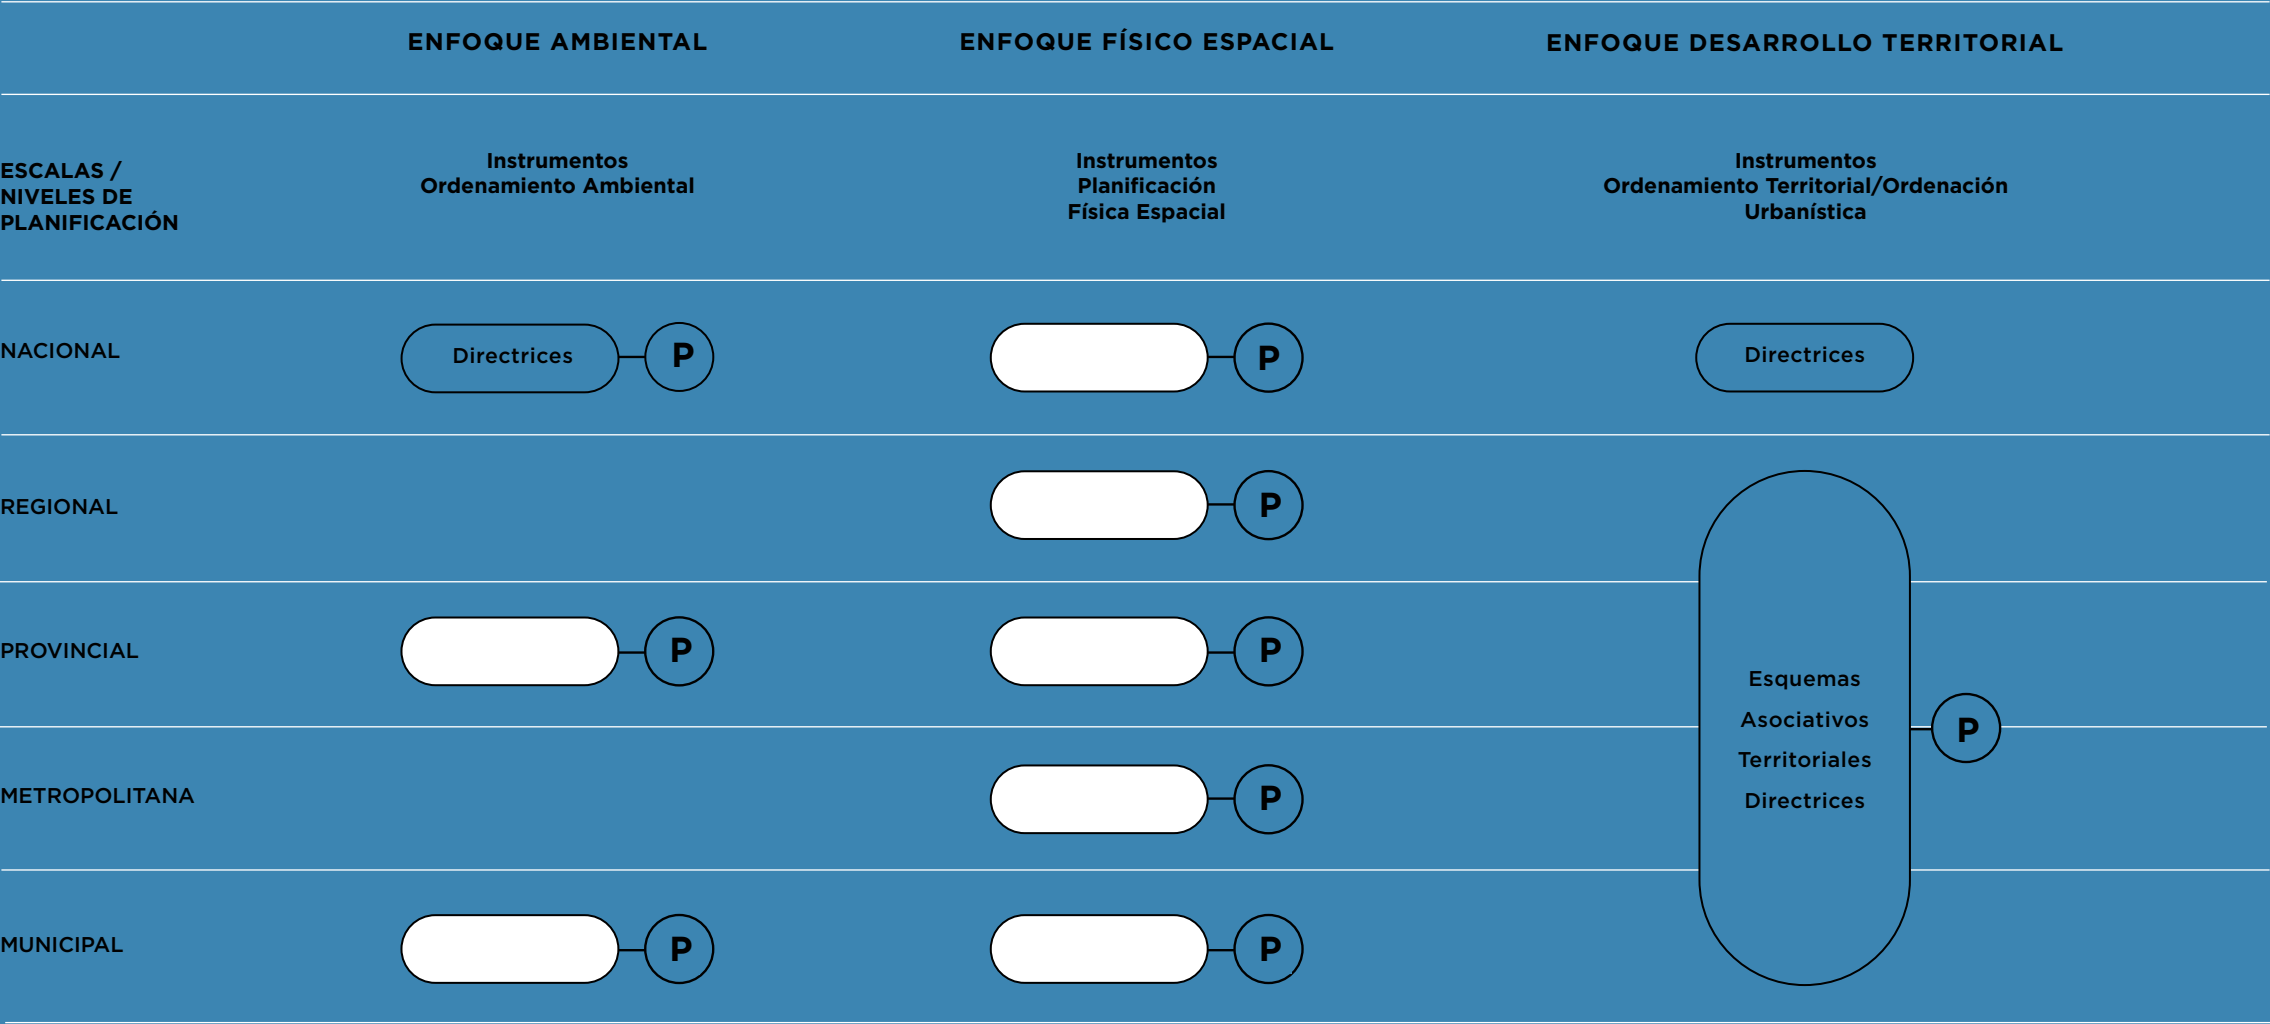 ENFOQUE AMBIENTAL
ENFOQUE FÍSICO ESPACIAL
ENFOQUE DESARROLLO TERRITORIAL
ESCALAS /
NIVELES DE
PLANIFICACIÓN
Instrumentos
Ordenamiento Ambiental
Instrumentos
Planificación
Física Espacial
Instrumentos
Ordenamiento Territorial/Ordenación
Urbanística
NACIONAL
Directrices
P
P
Directrices
REGIONAL
P
PROVINCIAL
P
P
Esquemas
Asociativos
Territoriales
Directrices
P
METROPOLITANA
P
MUNICIPAL
P
P